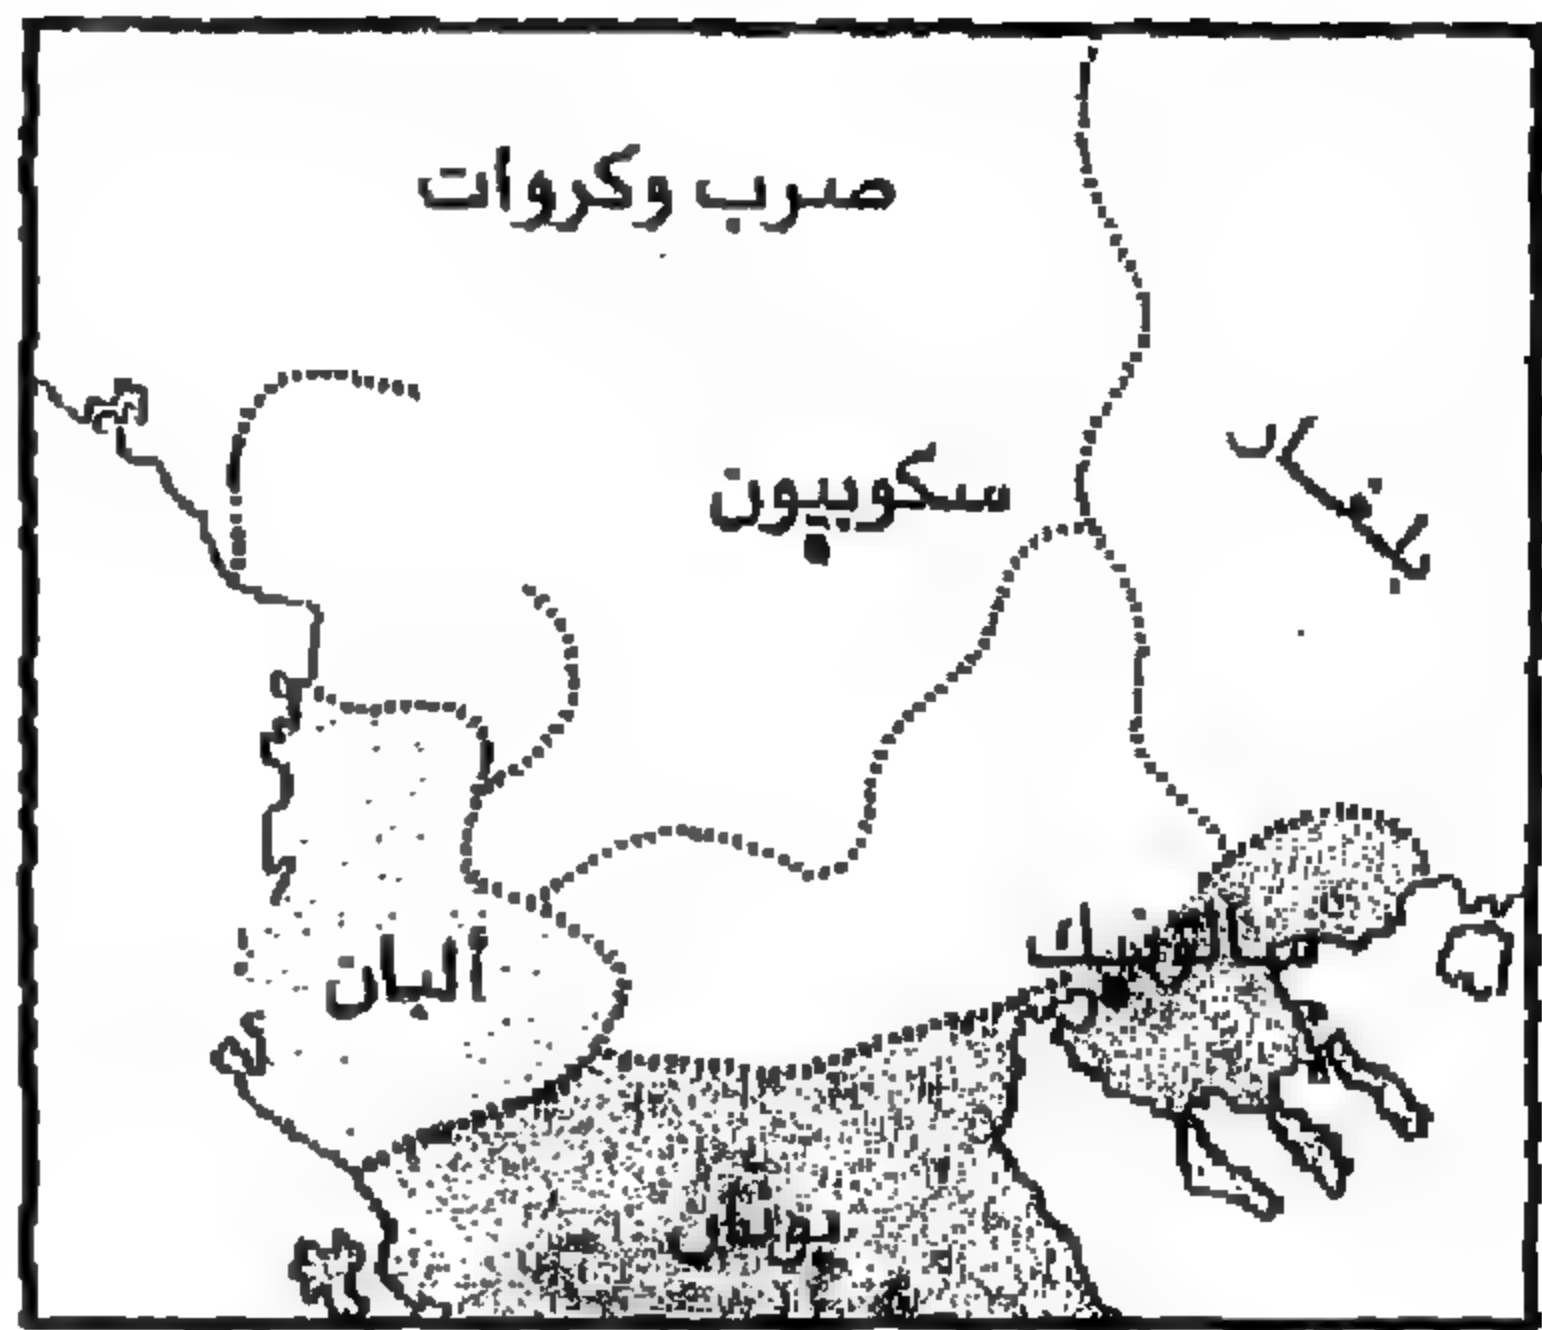 صرب وكروات
سكوبيون
بلغار
سالونيك
ألبان
يونان